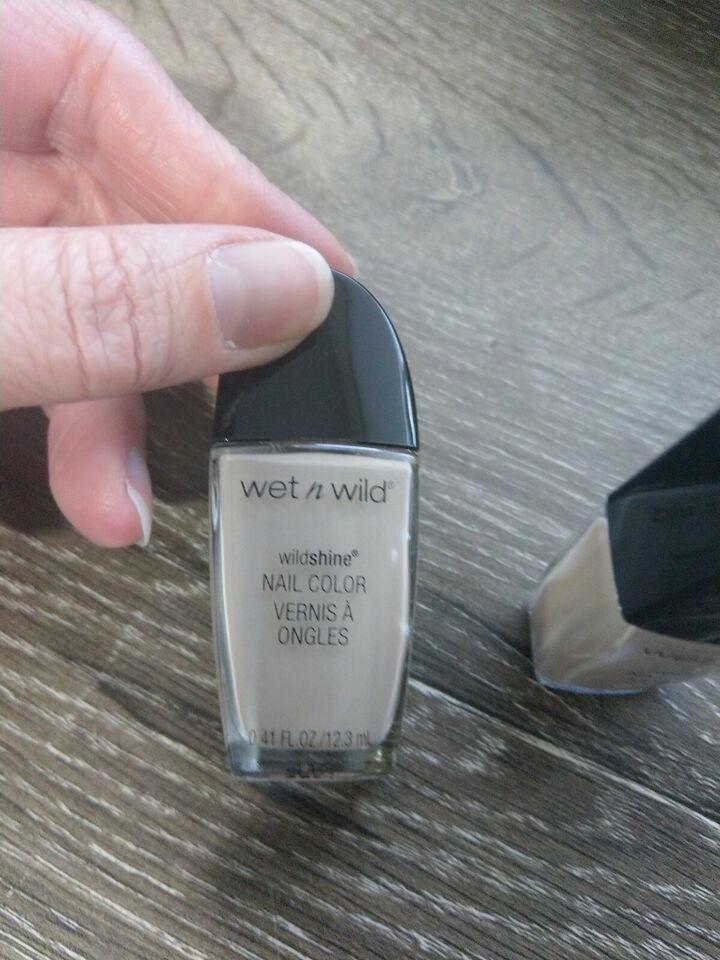 wet n wild®
wildshine®
NAIL COLOR
VERNIS À
ONGLES
0.41 FL.OZ./12.3 mL